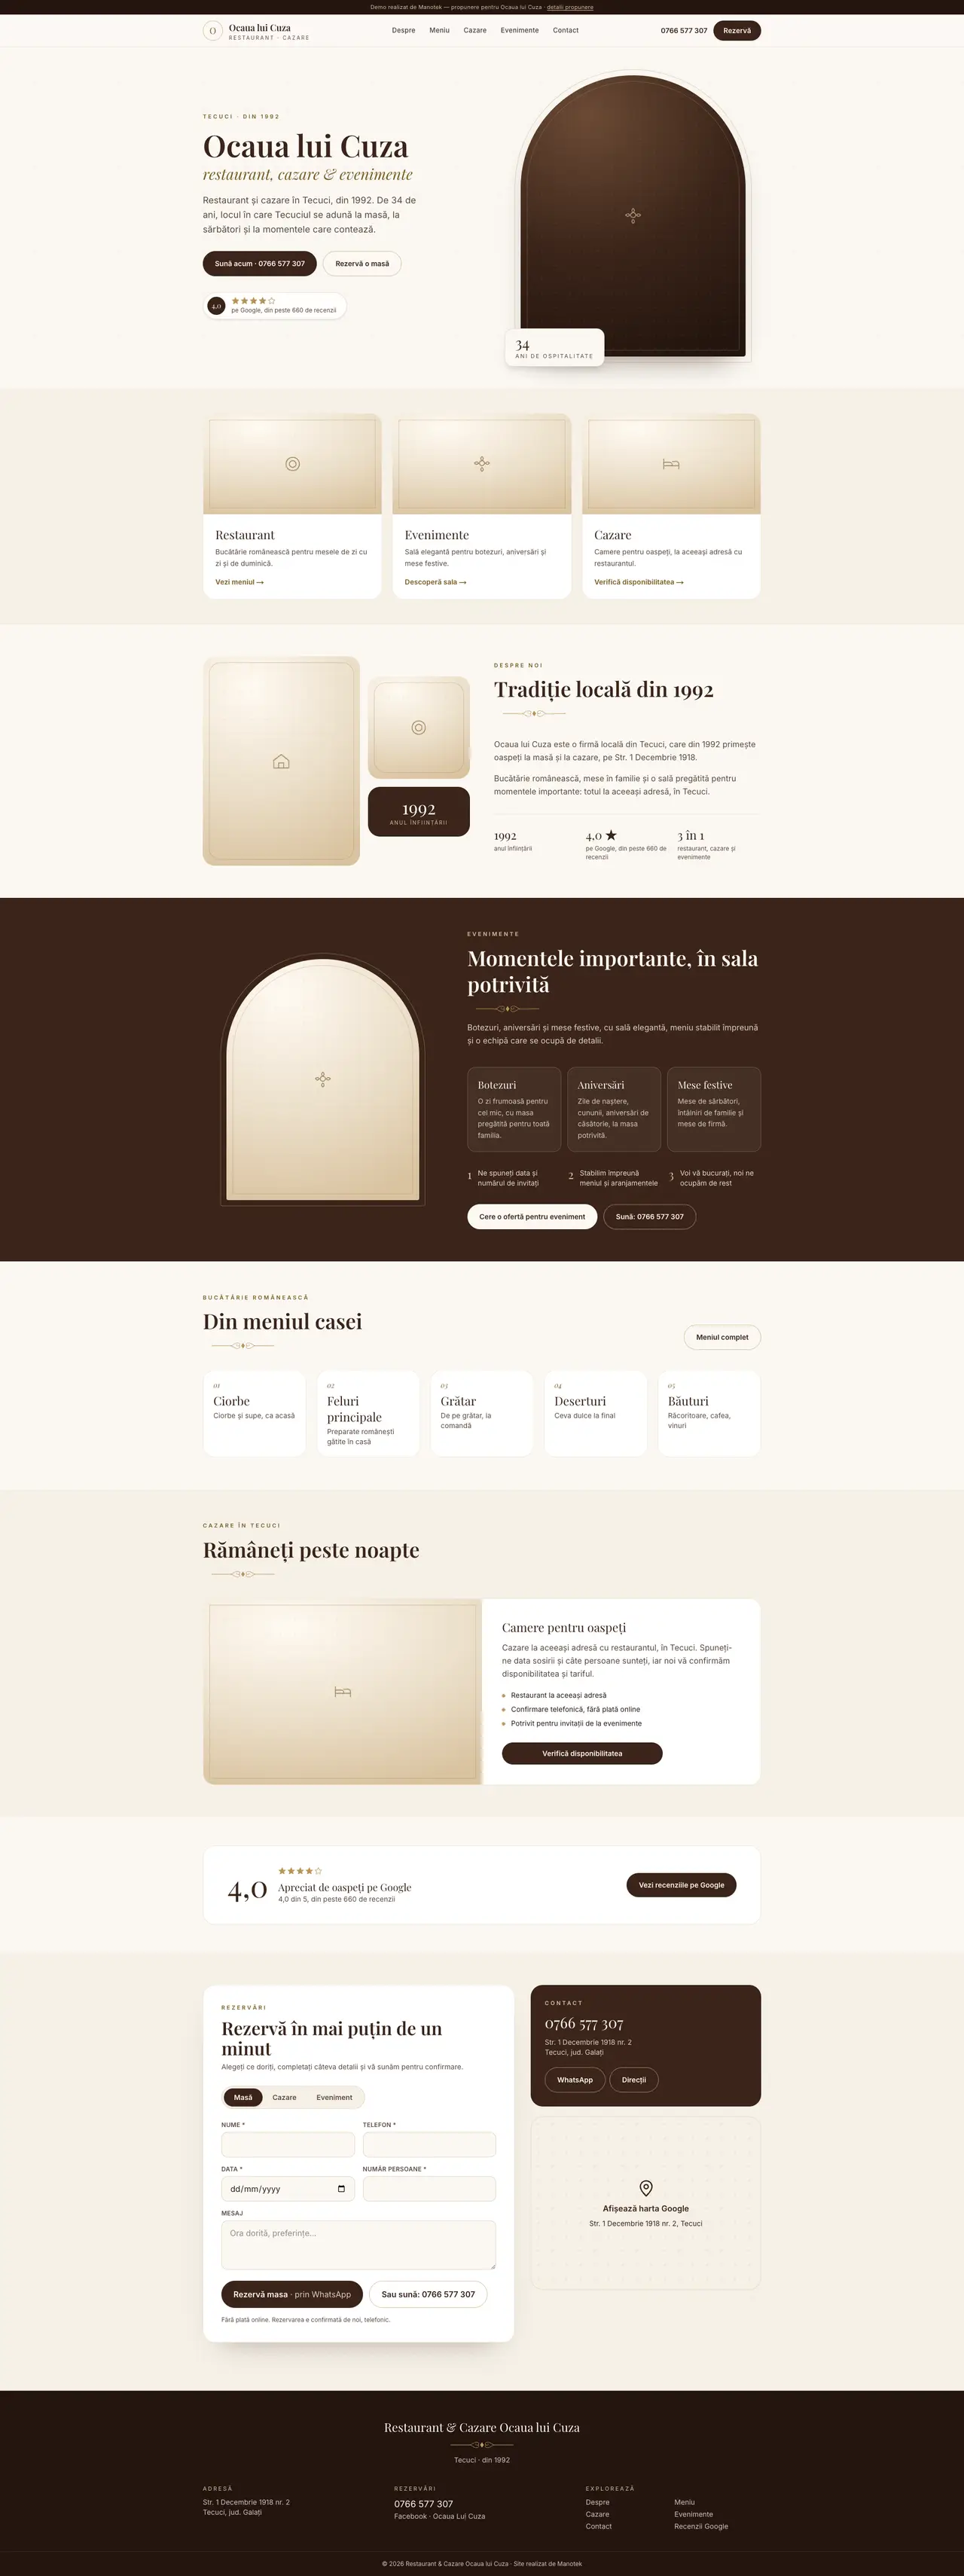 Demo realizat de Manotek — propunere pentru Ocaua lui Cuza · detalii propunere
O
Ocaua lui Cuza
RESTAURANT · CAZARE
Despre
Meniu
Cazare
Evenimente
Contact
0766 577 307
Rezervă
TECUCI · DIN 1992
Ocaua lui Cuza
restaurant, cazare & evenimente
Restaurant și cazare în Tecuci, din 1992. De 34 de
ani, locul în care Tecuciul se adună la masă, la
sărbători și la momentele care contează.
Sună acum · 0766 577 307
Rezervă o masă
4,0
pe Google, din peste 660 de recenzii
34
ANI DE OSPITALITATE
Restaurant
Bucătărie românească pentru mesele de zi cu
zi și de duminică.
Vezi meniul →
Evenimente
Sală elegantă pentru botezuri, aniversări și
mese festive.
Descoperă sala →
Cazare
Camere pentru oaspeți, la aceeași adresă cu
restaurantul.
Verifică disponibilitatea →
1992
ANUL ÎNFIINȚĂRII
DESPRE NOI
Tradiție locală din 1992
Ocaua lui Cuza este o firmă locală din Tecuci, care din 1992 primește
oaspeți la masă și la cazare, pe Str. 1 Decembrie 1918.
Bucătărie românească, mese în familie și o sală pregătită pentru
momentele importante: totul la aceeași adresă, în Tecuci.
1992
anul înființării
4,0 ★
pe Google, din peste 660 de
recenzii
3 în 1
restaurant, cazare și
evenimente
EVENIMENTE
Momentele importante, în sala
potrivită
Botezuri, aniversări și mese festive, cu sală elegantă, meniu stabilit împreună
și o echipă care se ocupă de detalii.
Botezuri
O zi frumoasă pentru
cel mic, cu masa
pregătită pentru toată
familia.
Aniversări
Zile de naștere,
cununii, aniversări de
căsătorie, la masa
potrivită.
Mese festive
Mese de sărbători,
întâlniri de familie și
mese de firmă.
1
Ne spuneți data și
numărul de invitați
2
Stabilim împreună
meniul și aranjamentele
3
Voi vă bucurați, noi ne
ocupăm de rest
Cere o ofertă pentru eveniment
Sună: 0766 577 307
BUCĂTĂRIE ROMÂNEASCĂ
Din meniul casei
Meniul complet
01
Ciorbe
Ciorbe și supe, ca acasă
02
Feluri
principale
Preparate românești
gătite în casă
03
Grătar
De pe grătar, la
comandă
04
Deserturi
Ceva dulce la final
05
Băuturi
Răcoritoare, cafea,
vinuri
CAZARE ÎN TECUCI
Rămâneți peste noapte
Camere pentru oaspeți
Cazare la aceeași adresă cu restaurantul, în Tecuci. Spuneți-
ne data sosirii și câte persoane sunteți, iar noi vă confirmăm
disponibilitatea și tariful.
Restaurant la aceeași adresă
Confirmare telefonică, fără plată online
Potrivit pentru invitații de la evenimente
Verifică disponibilitatea
4,0
Apreciat de oaspeți pe Google
4,0 din 5, din peste 660 de recenzii
Vezi recenziile pe Google
REZERVĂRI
Rezervă în mai puțin de un
minut
Alegeți ce doriți, completați câteva detalii și vă sunăm pentru confirmare.
Masă
Cazare
Eveniment
NUME *
TELEFON *
DATA *
NUMĂR PERSOANE *
dd/mm/yyyy
MESAJ
Ora dorită, preferințe...
Rezervă masa · prin WhatsApp
Sau sună: 0766 577 307
Fără plată online. Rezervarea e confirmată de noi, telefonic.
CONTACT
0766 577 307
Str. 1 Decembrie 1918 nr. 2
Tecuci, jud. Galați
WhatsApp
Direcții
Afișează harta Google
Str. 1 Decembrie 1918 nr. 2, Tecuci
Restaurant & Cazare Ocaua lui Cuza
Tecuci · din 1992
ADRESĂ
Str. 1 Decembrie 1918 nr. 2
Tecuci, jud. Galați
REZERVĂRI
0766 577 307
Facebook · Ocaua Lui Cuza
EXPLOREAZĂ
Despre
Meniu
Cazare
Evenimente
Contact
Recenzii Google
© 2026 Restaurant & Cazare Ocaua lui Cuza · Site realizat de Manotek